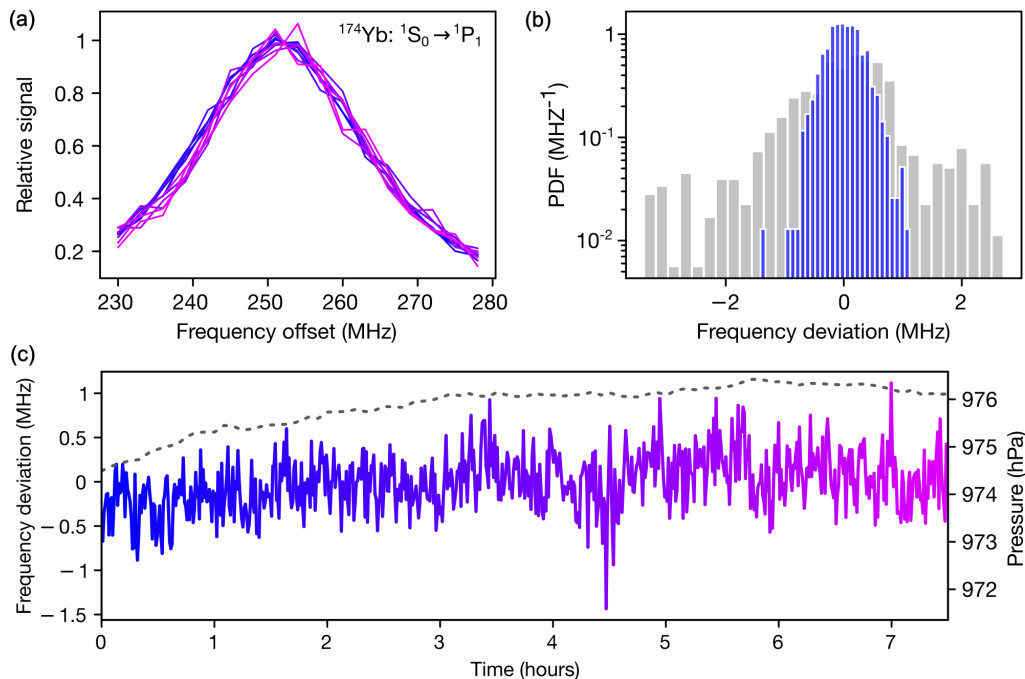 (a)
¹⁷⁴Yb: ¹S₀→¹P₁
Relative signal
1
0.8
0.6
0.4
0.2
230 240 250 260 270 280
Frequency offset (MHz)
(b)
PDF (MHZ⁻¹)
1
10⁻¹
10⁻²
−2 0 2
Frequency deviation (MHz)
(c)
Frequency deviation (MHz)
1
0.5
0
−0.5
−1
−1.5
976
975
974
973
972
Pressure (hPa)
0 1 2 3 4 5 6 7
Time (hours)